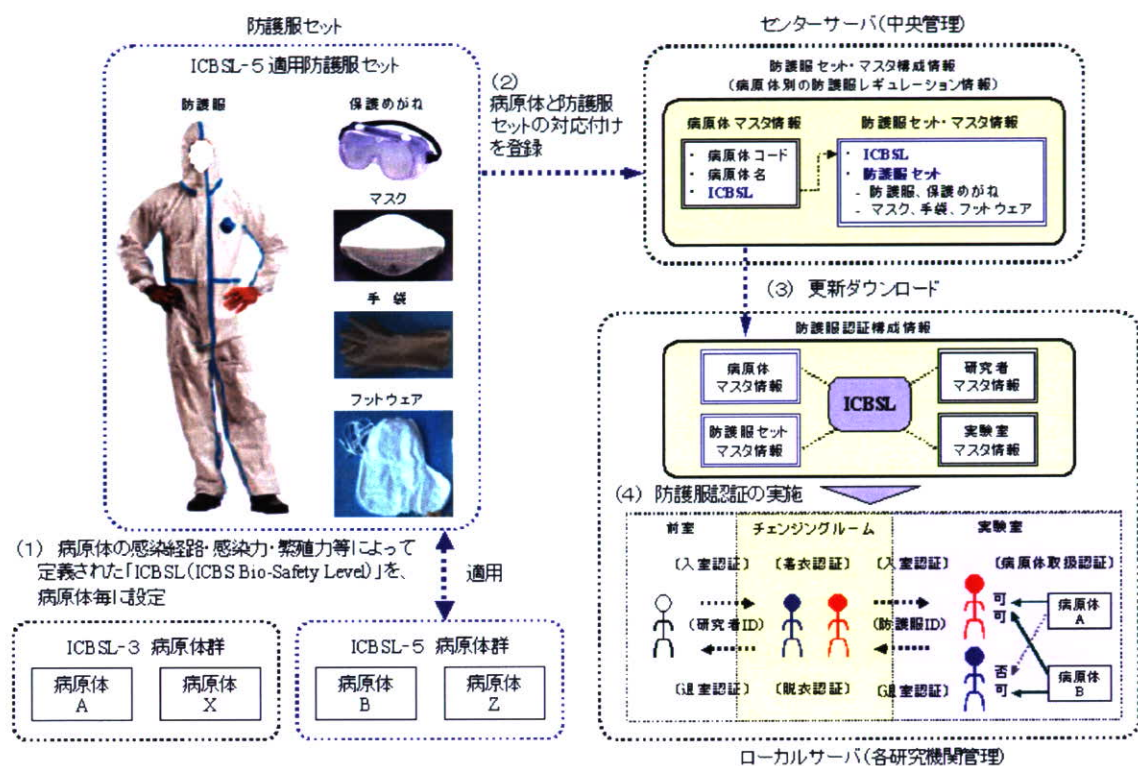 防護服セット
ICBSL-5 適用防護服セット
防護服
保護めがね
マスク
手袋
フットウェア
(1) 病原体の感染経路・感染力・繁殖力等によって
定義された「ICBSL(ICBS Bio-Safety Level)」を、
病原体毎に設定
適用
ICBSL-3 病原体群
病原体
A
病原体
X
ICBSL-5 病原体群
病原体
B
病原体
Z
(2)
病原体と防護服
セットの対応付け
を登録
センターサーバ(中央管理)
防護服セット・マスタ構成情報
(病原体別の防護服レギュレーション情報)
病原体マスタ情報
・ 病原体コード
・ 病原体名
・ ICBSL
防護服セット・マスタ情報
・ ICBSL
・ 防護服セット
- 防護服、保護めがね
- マスク、手袋、フットウェア
(3) 更新ダウンロード
防護服認証構成情報
病原体
マスタ情報
研究者
マスタ情報
ICBSL
防護服セット
マスタ情報
実験室
マスタ情報
(4) 防護服認証の実施
前室
チェンジングルーム
実験室
〔入室認証〕
〔着衣認証〕
〔入室認証〕
〔病原体取扱認証〕
(研究者ID)
(防護服ID)
可
可
病原体
A
否
可
病原体
B
〔退室認証〕
〔脱衣認証〕
〔退室認証〕
ローカルサーバ(各研究機関管理)